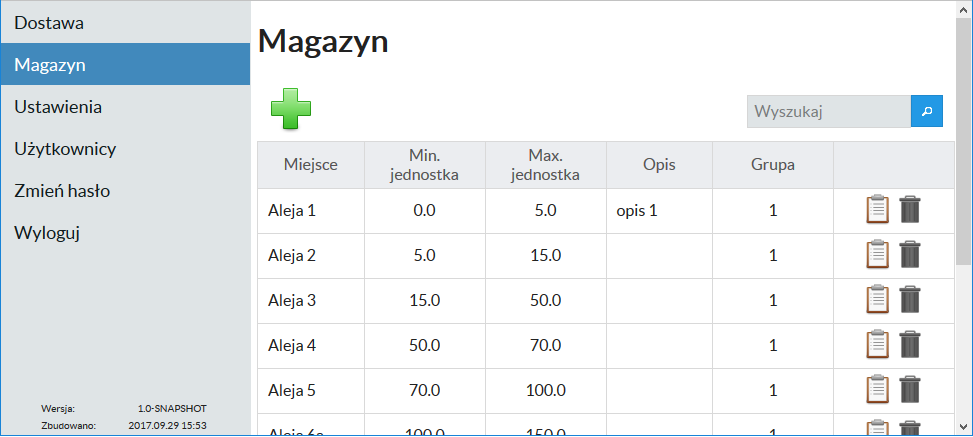 Dostawa
Magazyn
Ustawienia
Użytkownicy
Zmień hasło
Wyloguj
Wersja: 1.0-SNAPSHOT
Zbudowano: 2017.09.29 15:53
Magazyn
Wyszukaj
Miejsce Min. jednostka Max. jednostka Opis Grupa
Aleja 1 0.0 5.0 opis 1 1
Aleja 2 5.0 15.0 1
Aleja 3 15.0 50.0 1
Aleja 4 50.0 70.0 1
Aleja 5 70.0 100.0 1
Aleja 6a 100.0 150.0 1